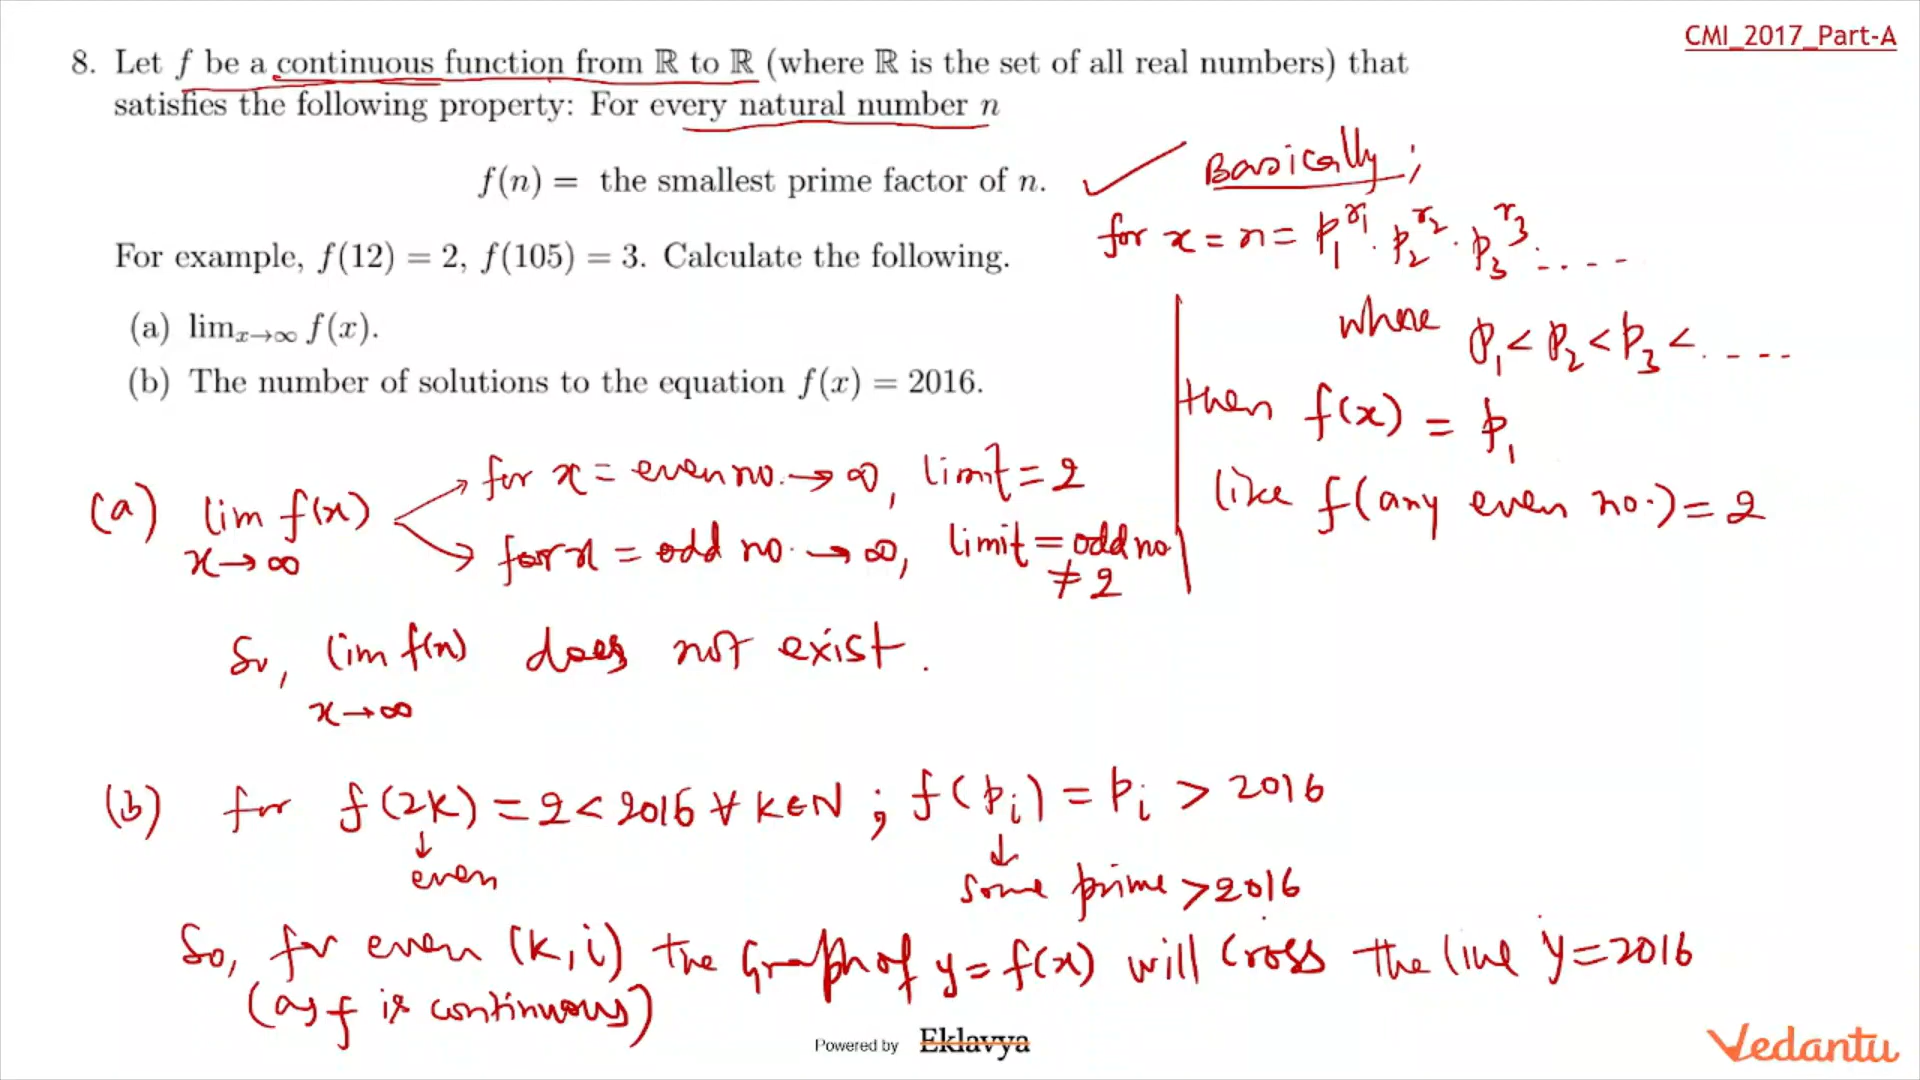 CMI_2017_Part-A
8. Let f be a continuous function from ℝ to ℝ (where ℝ is the set of all real numbers) that
satisfies the following property: For every natural number n
f(n) = the smallest prime factor of n.
For example, f(12) = 2, f(105) = 3. Calculate the following.
(a) lim_{x→∞} f(x).
(b) The number of solutions to the equation f(x) = 2016.
Basically;
for x = n = p₁^{r₁} · p₂^{r₂} · p₃^{r₃} .....
where p₁ < p₂ < p₃ < .....
then f(x) = p₁
like f(any even no.) = 2
(a) lim_{x→∞} f(x)
→ for x = even no. → ∞, limit = 2
→ for x = odd no. → ∞, limit = odd no
≠ 2
So, lim_{x→∞} f(x) does not exist.
(b) for f(2k) = 2 < 2016 ∀ k∈N ; f(p_i) = p_i > 2016
↓ ↓
even some prime > 2016
So, for even (k, i) the Graph of y = f(x) will cross the line y = 2016
(as f is continuous)
Powered by Eklavya
Vedantu